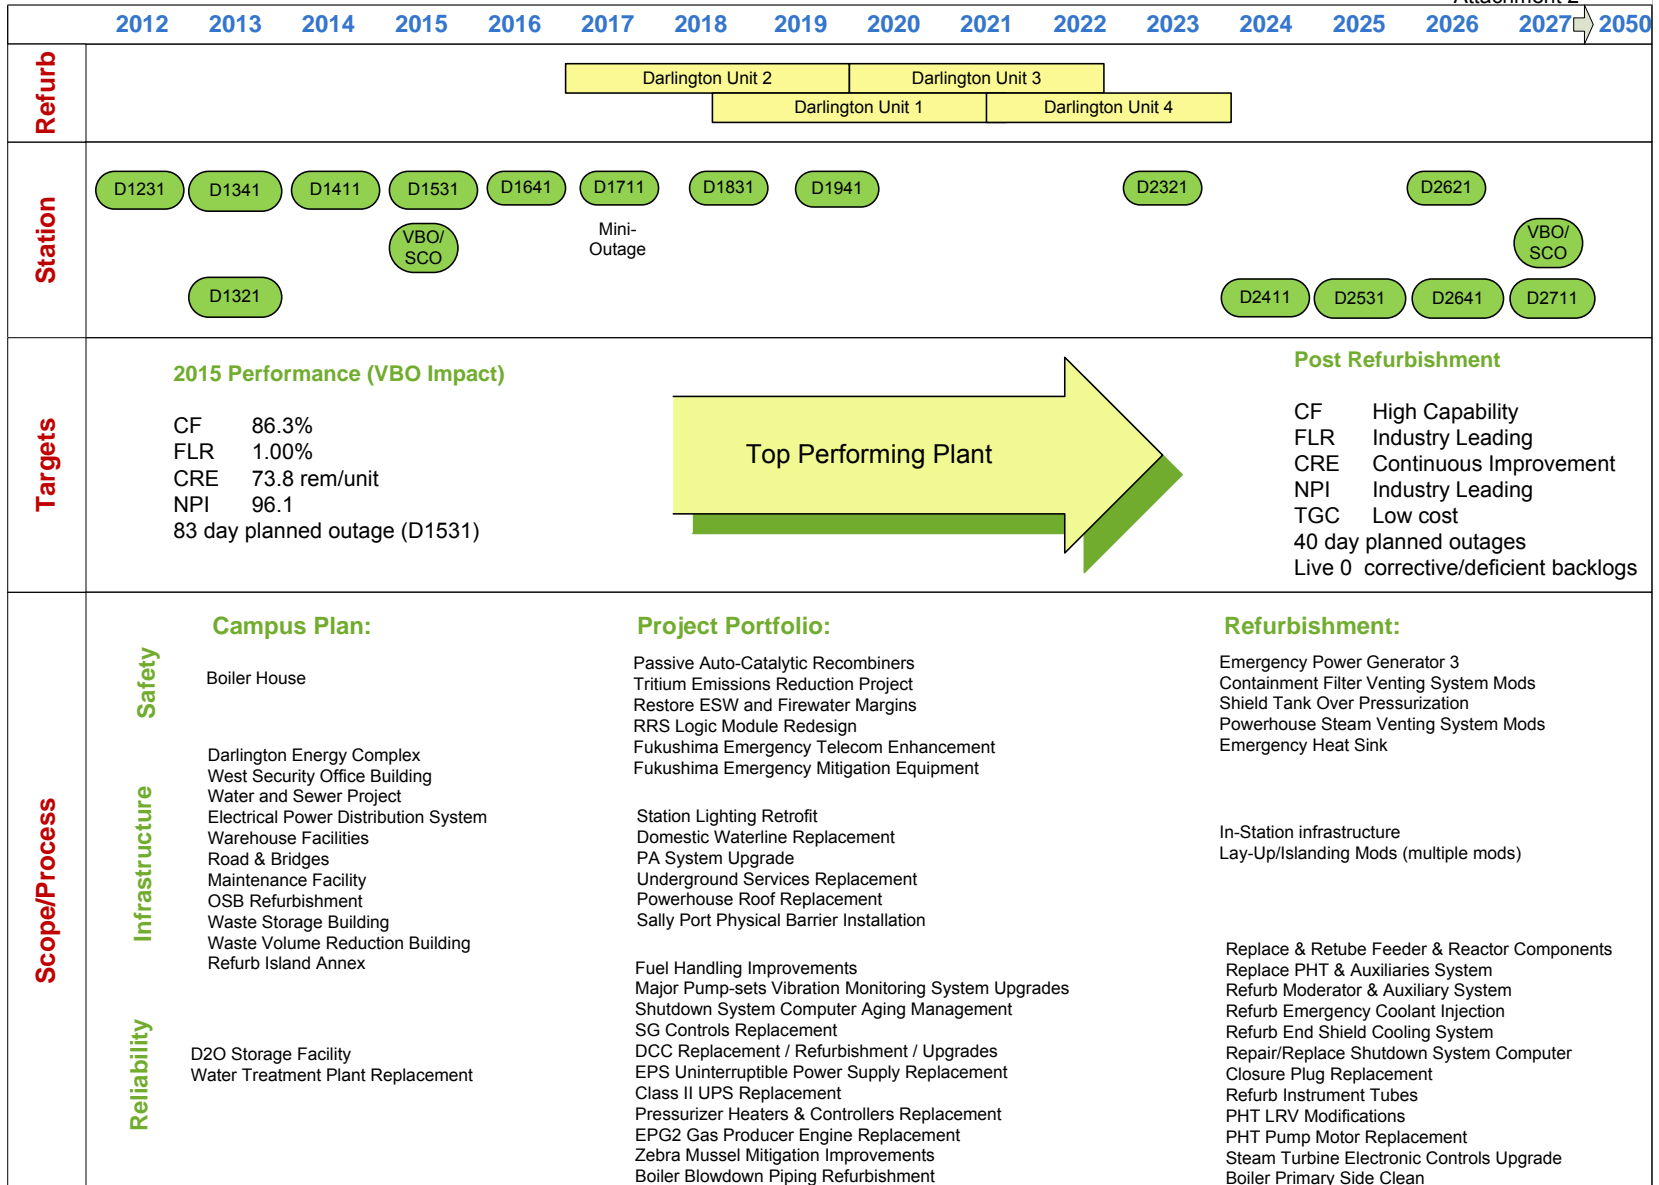 Attachment 2
2012 2013 2014 2015 2016 2017 2018 2019 2020 2021 2022 2023 2024 2025 2026 2027 2050
Refurb
Darlington Unit 2 Darlington Unit 3
Darlington Unit 1 Darlington Unit 4
Station
D1231 D1341 D1411 D1531 D1641 D1711 D1831 D1941 D2321 D2621
VBO/
SCO
Mini-
Outage
VBO/
SCO
D1321 D2411 D2531 D2641 D2711
Targets
2015 Performance (VBO Impact)
CF 86.3%
FLR 1.00%
CRE 73.8 rem/unit
NPI 96.1
83 day planned outage (D1531)
Top Performing Plant
Post Refurbishment
CF High Capability
FLR Industry Leading
CRE Continuous Improvement
NPI Industry Leading
TGC Low cost
40 day planned outages
Live 0 corrective/deficient backlogs
Scope/Process
Safety
Infrastructure
Reliability
Campus Plan:
Boiler House
Darlington Energy Complex
West Security Office Building
Water and Sewer Project
Electrical Power Distribution System
Warehouse Facilities
Road & Bridges
Maintenance Facility
OSB Refurbishment
Waste Storage Building
Waste Volume Reduction Building
Refurb Island Annex
D2O Storage Facility
Water Treatment Plant Replacement
Project Portfolio:
Passive Auto-Catalytic Recombiners
Tritium Emissions Reduction Project
Restore ESW and Firewater Margins
RRS Logic Module Redesign
Fukushima Emergency Telecom Enhancement
Fukushima Emergency Mitigation Equipment
Station Lighting Retrofit
Domestic Waterline Replacement
PA System Upgrade
Underground Services Replacement
Powerhouse Roof Replacement
Sally Port Physical Barrier Installation
Fuel Handling Improvements
Major Pump-sets Vibration Monitoring System Upgrades
Shutdown System Computer Aging Management
SG Controls Replacement
DCC Replacement / Refurbishment / Upgrades
EPS Uninterruptible Power Supply Replacement
Class II UPS Replacement
Pressurizer Heaters & Controllers Replacement
EPG2 Gas Producer Engine Replacement
Zebra Mussel Mitigation Improvements
Boiler Blowdown Piping Refurbishment
Refurbishment:
Emergency Power Generator 3
Containment Filter Venting System Mods
Shield Tank Over Pressurization
Powerhouse Steam Venting System Mods
Emergency Heat Sink
In-Station infrastructure
Lay-Up/Islanding Mods (multiple mods)
Replace & Retube Feeder & Reactor Components
Replace PHT & Auxiliaries System
Refurb Moderator & Auxiliary System
Refurb Emergency Coolant Injection
Refurb End Shield Cooling System
Repair/Replace Shutdown System Computer
Closure Plug Replacement
Refurb Instrument Tubes
PHT LRV Modifications
PHT Pump Motor Replacement
Steam Turbine Electronic Controls Upgrade
Boiler Primary Side Clean